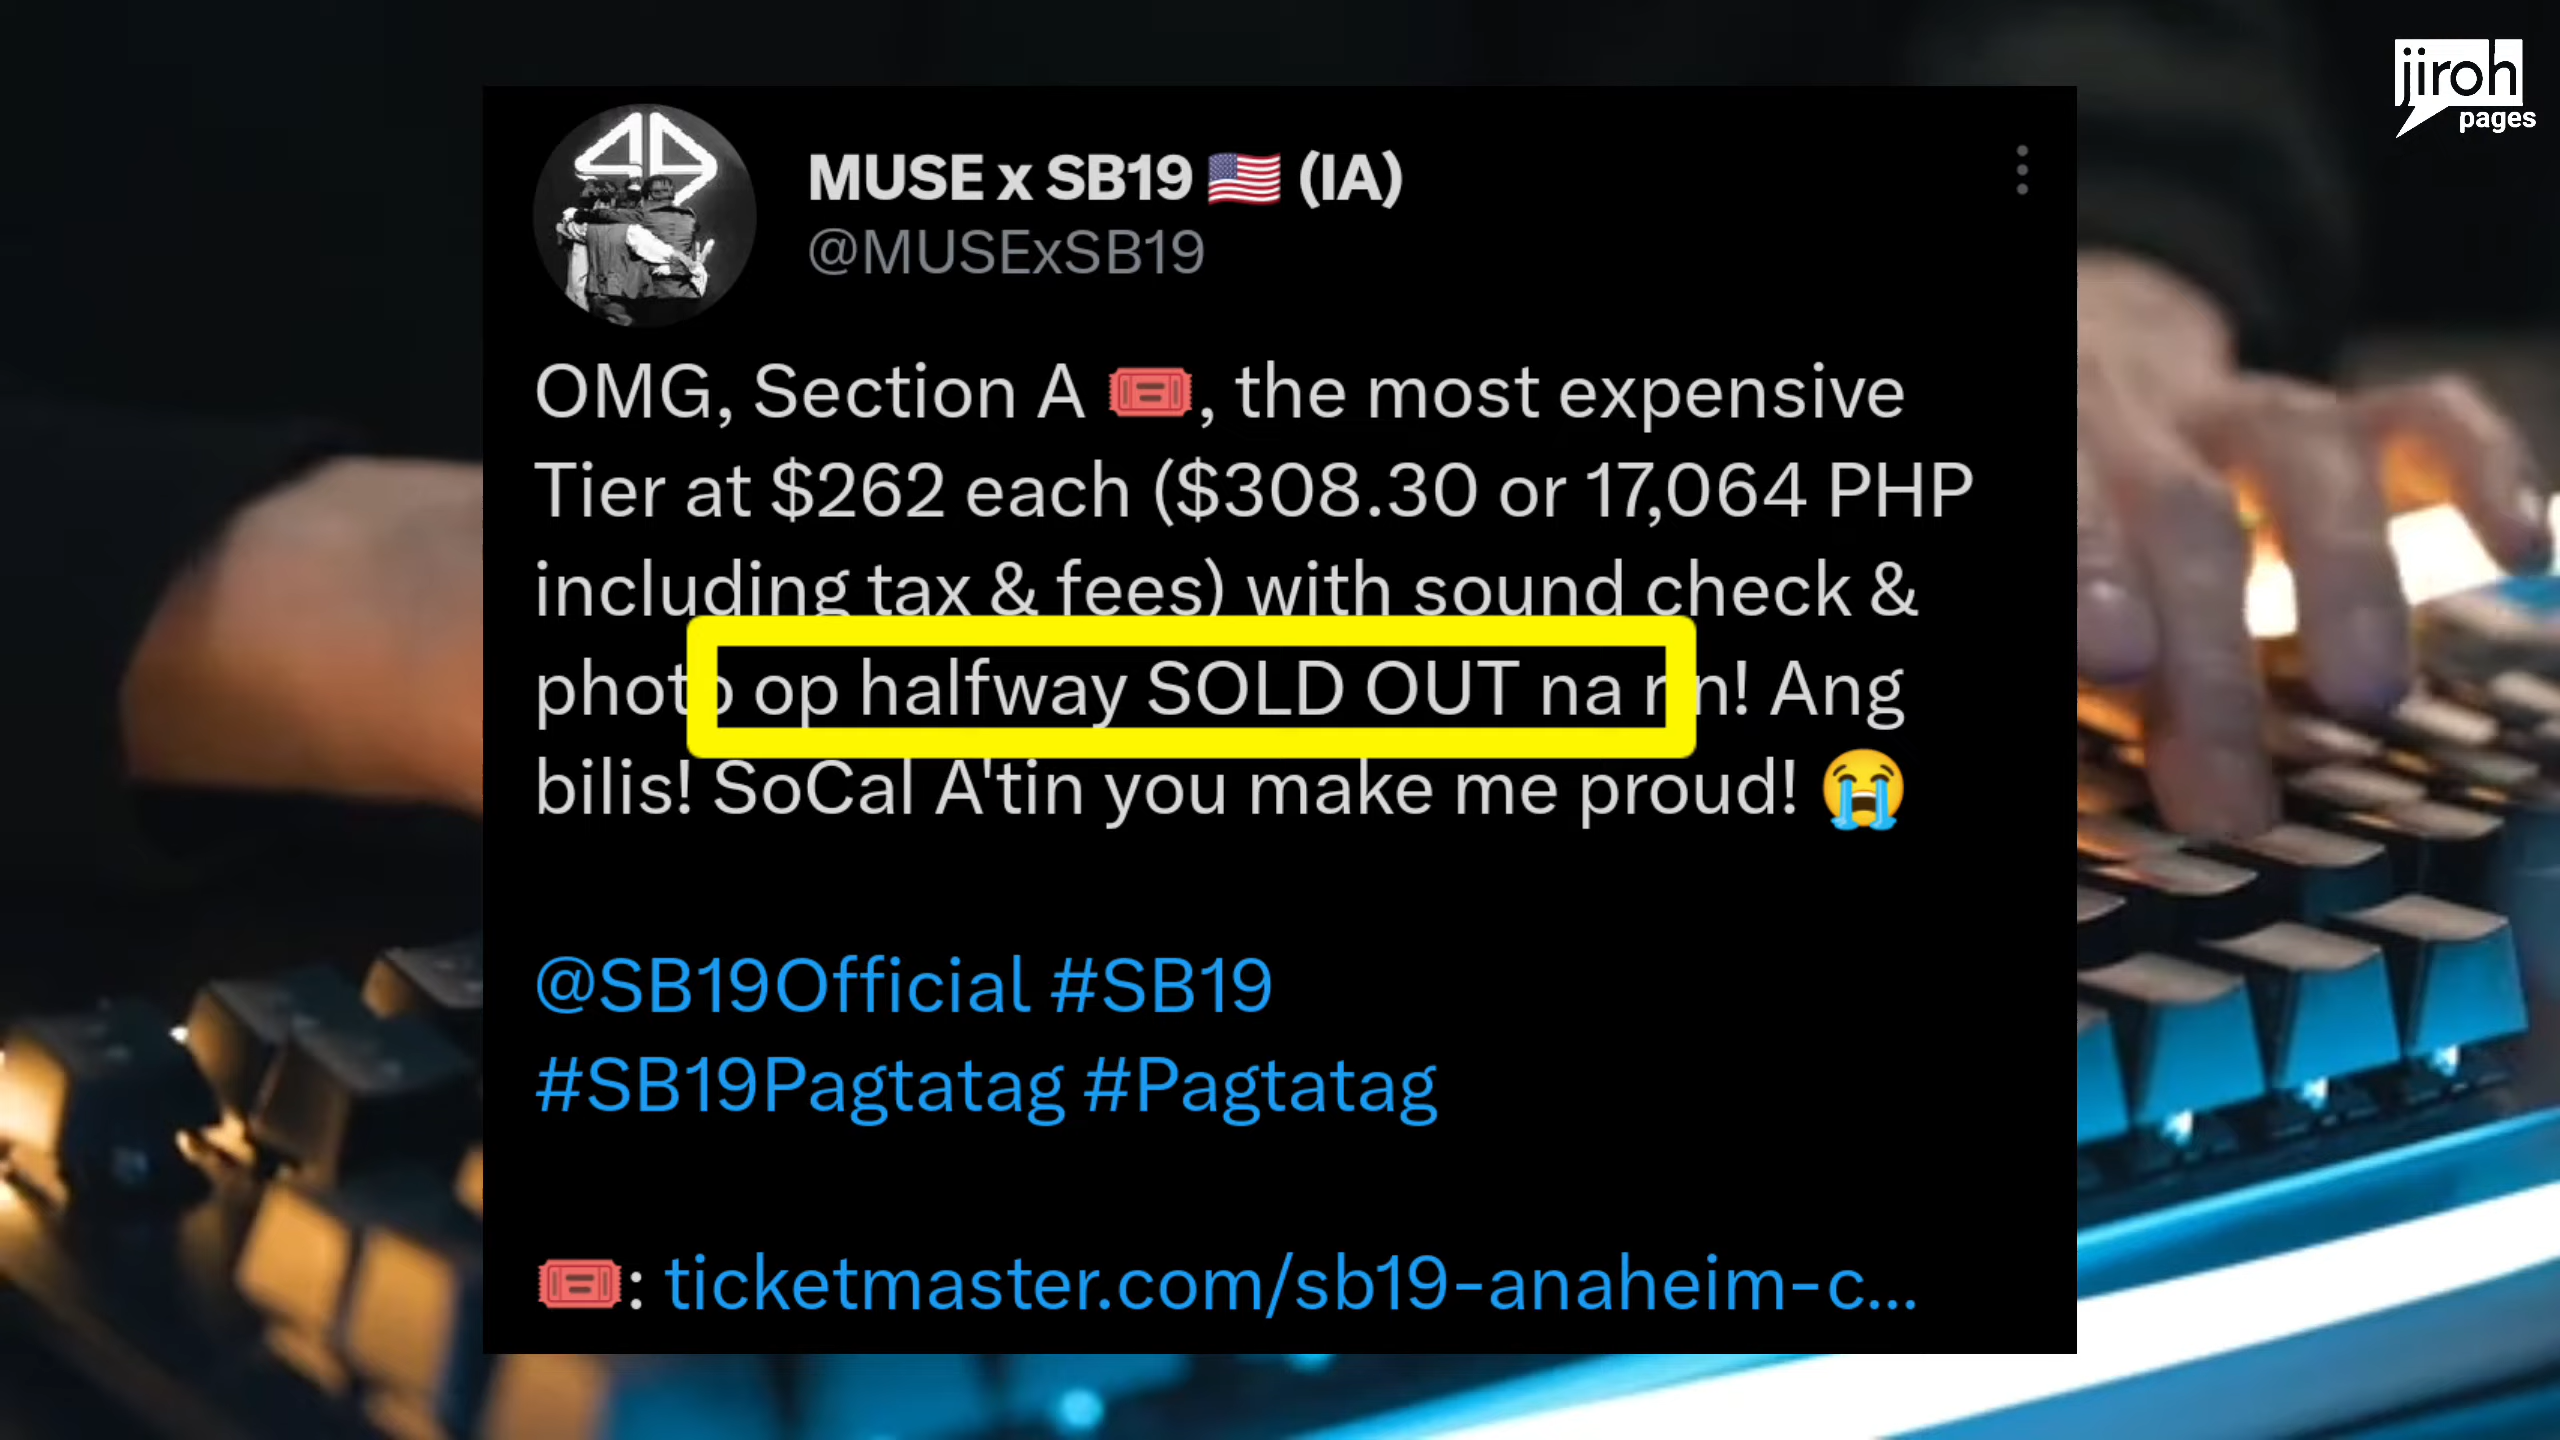 jiroh
pages
MUSE x SB19 🇺🇸 (IA)
@MUSExSB19
OMG, Section A 🎫, the most expensive
Tier at $262 each ($308.30 or 17,064 PHP
including tax & fees) with sound check &
photo op halfway SOLD OUT na rin! Ang
bilis! SoCal A'tin you make me proud! 😭
@SB19Official #SB19
#SB19Pagtatag #Pagtatag
🎫: ticketmaster.com/sb19-anaheim-c...